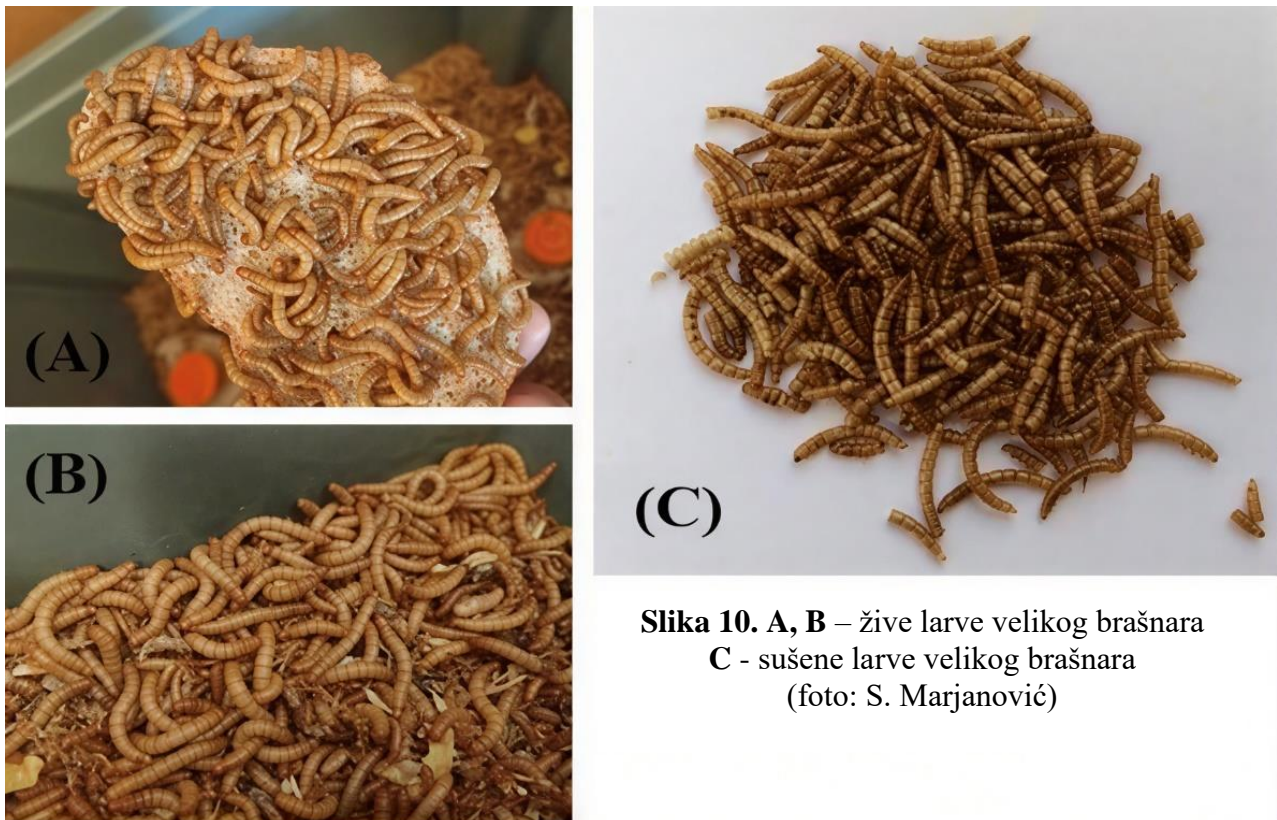 (A)
(B)
(C)
Slika 10. A, B – žive larve velikog brašnara
C - sušene larve velikog brašnara
(foto: S. Marjanović)